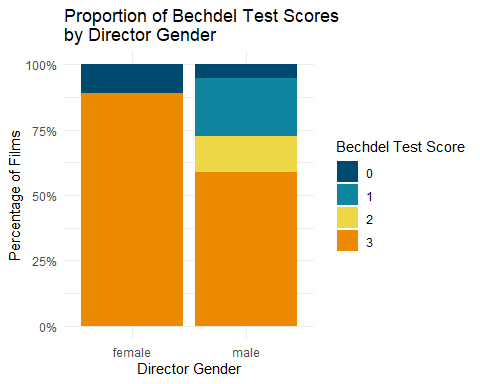 Proportion of Bechdel Test Scores
by Director Gender
Percentage of Films
100%
75%
50%
25%
0%
female
male
Director Gender
Bechdel Test Score
0
1
2
3